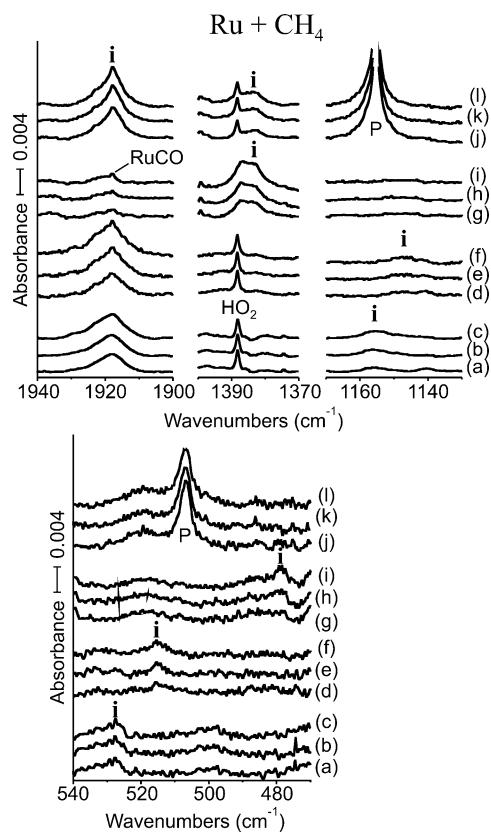 Ru + CH₄
i
i
P
(l)
(k)
(j)
RuCO
i
(i)
(h)
(g)
i
(f)
(e)
(d)
HO₂
i
(c)
(b)
(a)
Absorbance 0.004
1940 1920 1900 1390 1370 1160 1140
Wavenumbers (cm⁻¹)
P
(l)
(k)
(j)
i
(i)
(h)
(g)
i
(f)
(e)
(d)
i
(c)
(b)
(a)
Absorbance 0.004
540 520 500 480
Wavenumbers (cm⁻¹)